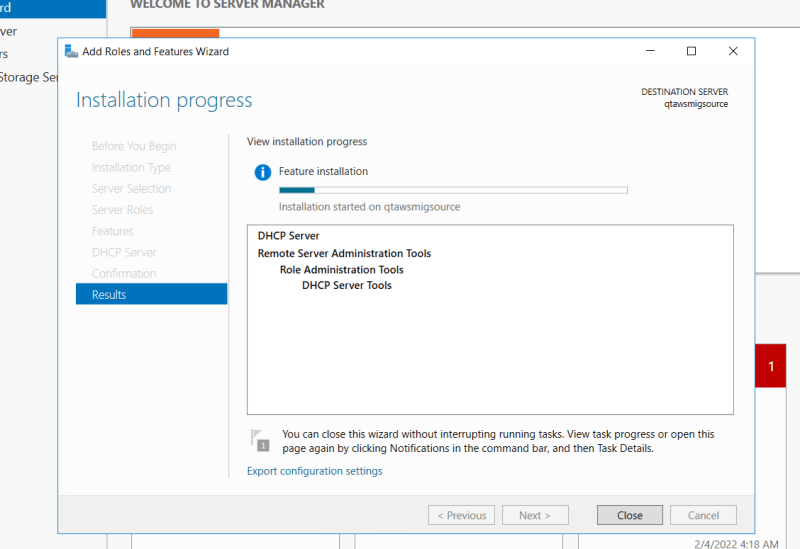 rd
WELCOME TO SERVER MANAGER
ver
rs
Storage Ser
Add Roles and Features Wizard
Installation progress
DESTINATION SERVER
qtawsmigsource
Before You Begin
Installation Type
Server Selection
Server Roles
Features
DHCP Server
Confirmation
Results
View installation progress
Feature installation
Installation started on qtawsmigsource
DHCP Server
Remote Server Administration Tools
Role Administration Tools
DHCP Server Tools
1
1
You can close this wizard without interrupting running tasks. View task progress or open this
page again by clicking Notifications in the command bar, and then Task Details.
Export configuration settings
< Previous
Next >
Close
Cancel
2/4/2022 4:18 AM